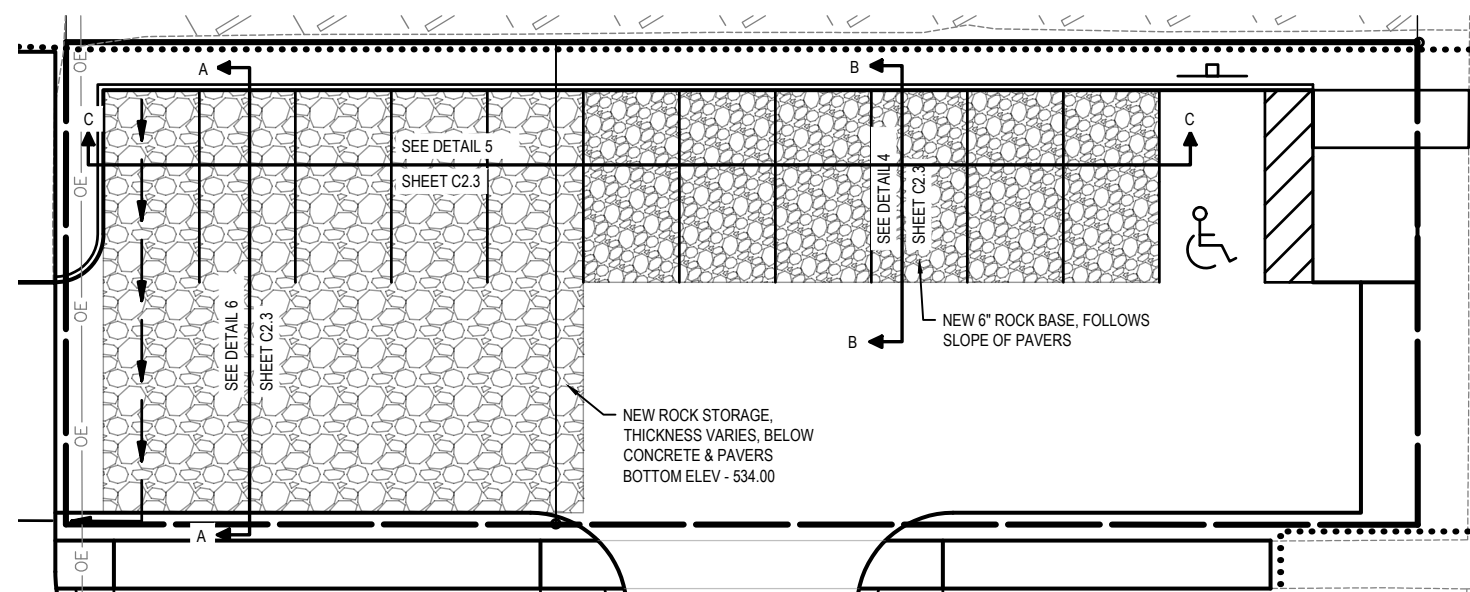 OE
A
B
C
C
SEE DETAIL 5
SHEET C2.3
SEE DETAIL 4
SHEET C2.3
OE
OE
SEE DETAIL 6
SHEET C2.3
NEW 6" ROCK BASE, FOLLOWS
SLOPE OF PAVERS
B
NEW ROCK STORAGE,
THICKNESS VARIES, BELOW
CONCRETE & PAVERS
BOTTOM ELEV - 534.00
OE
A
OE